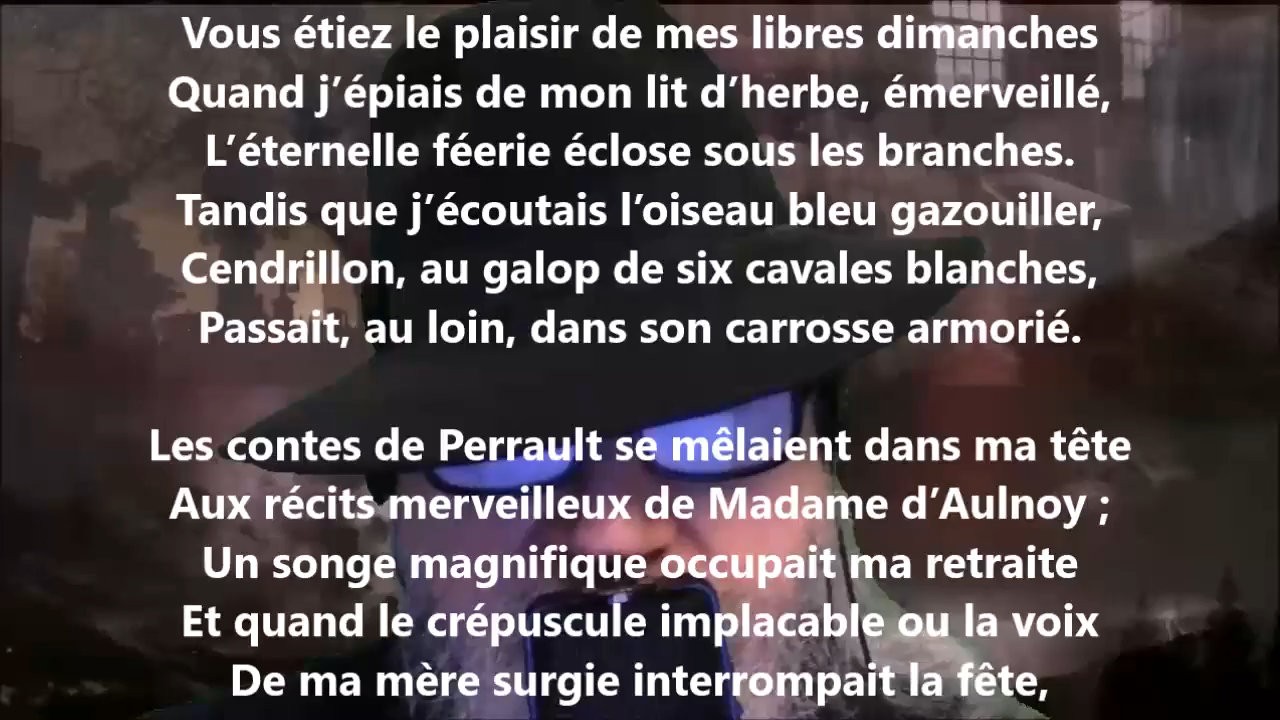 Vous étiez le plaisir de mes libres dimanches
Quand j’épiais de mon lit d’herbe, émerveillé,
L’éternelle féerie éclose sous les branches.
Tandis que j’écoutais l’oiseau bleu gazouiller,
Cendrillon, au galop de six cavales blanches,
Passait, au loin, dans son carrosse armorié.
Les contes de Perrault se mêlaient dans ma tête
Aux récits merveilleux de Madame d’Aulnoy ;
Un songe magnifique occupait ma retraite
Et quand le crépuscule implacable ou la voix
De ma mère surgie interrompait la fête,